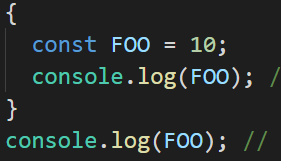 {
  const FOO = 10;
  console.log(FOO); /
}
console.log(FOO); //